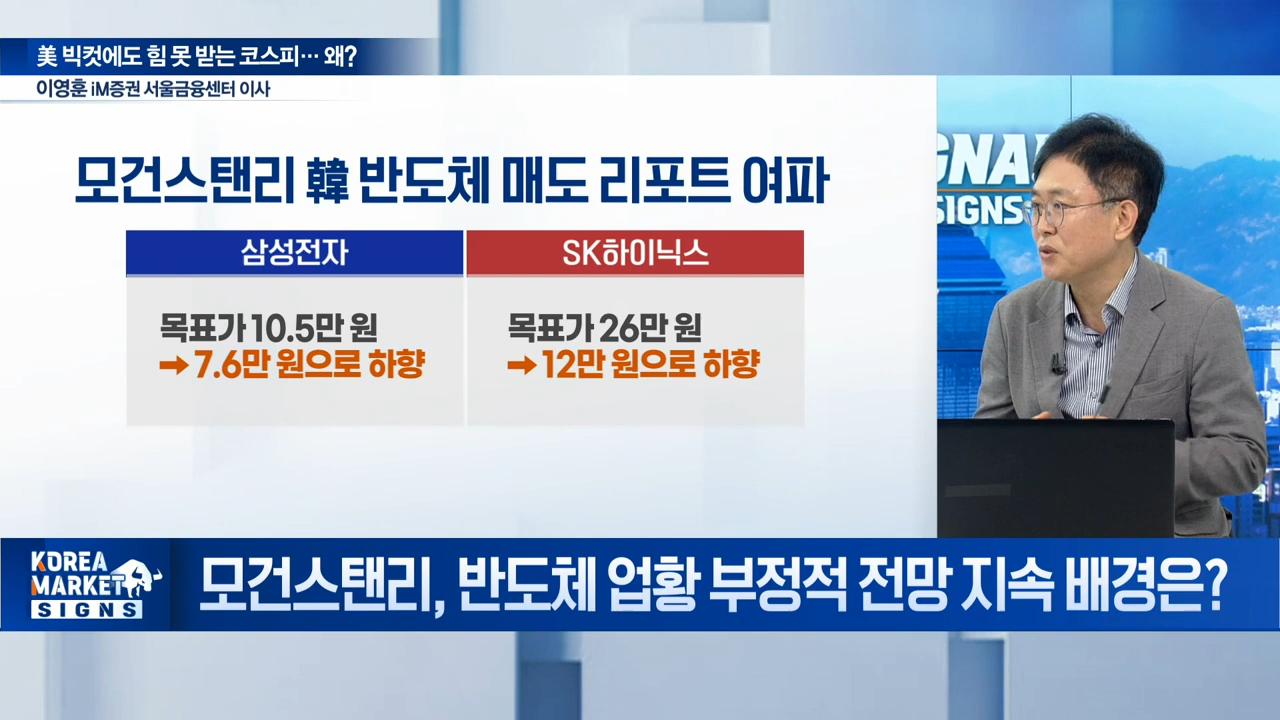 美 빅컷에도 힘 못 받는 코스피… 왜?
이영훈 iM증권 서울금융센터 이사
모건스탠리 韓 반도체 매도 리포트 여파
삼성전자
목표가 10.5만 원
➡ 7.6만 원으로 하향
SK하이닉스
목표가 26만 원
➡ 12만 원으로 하향
SIGNS
KOREA
MARKET
SIGNS
모건스탠리, 반도체 업황 부정적 전망 지속 배경은?